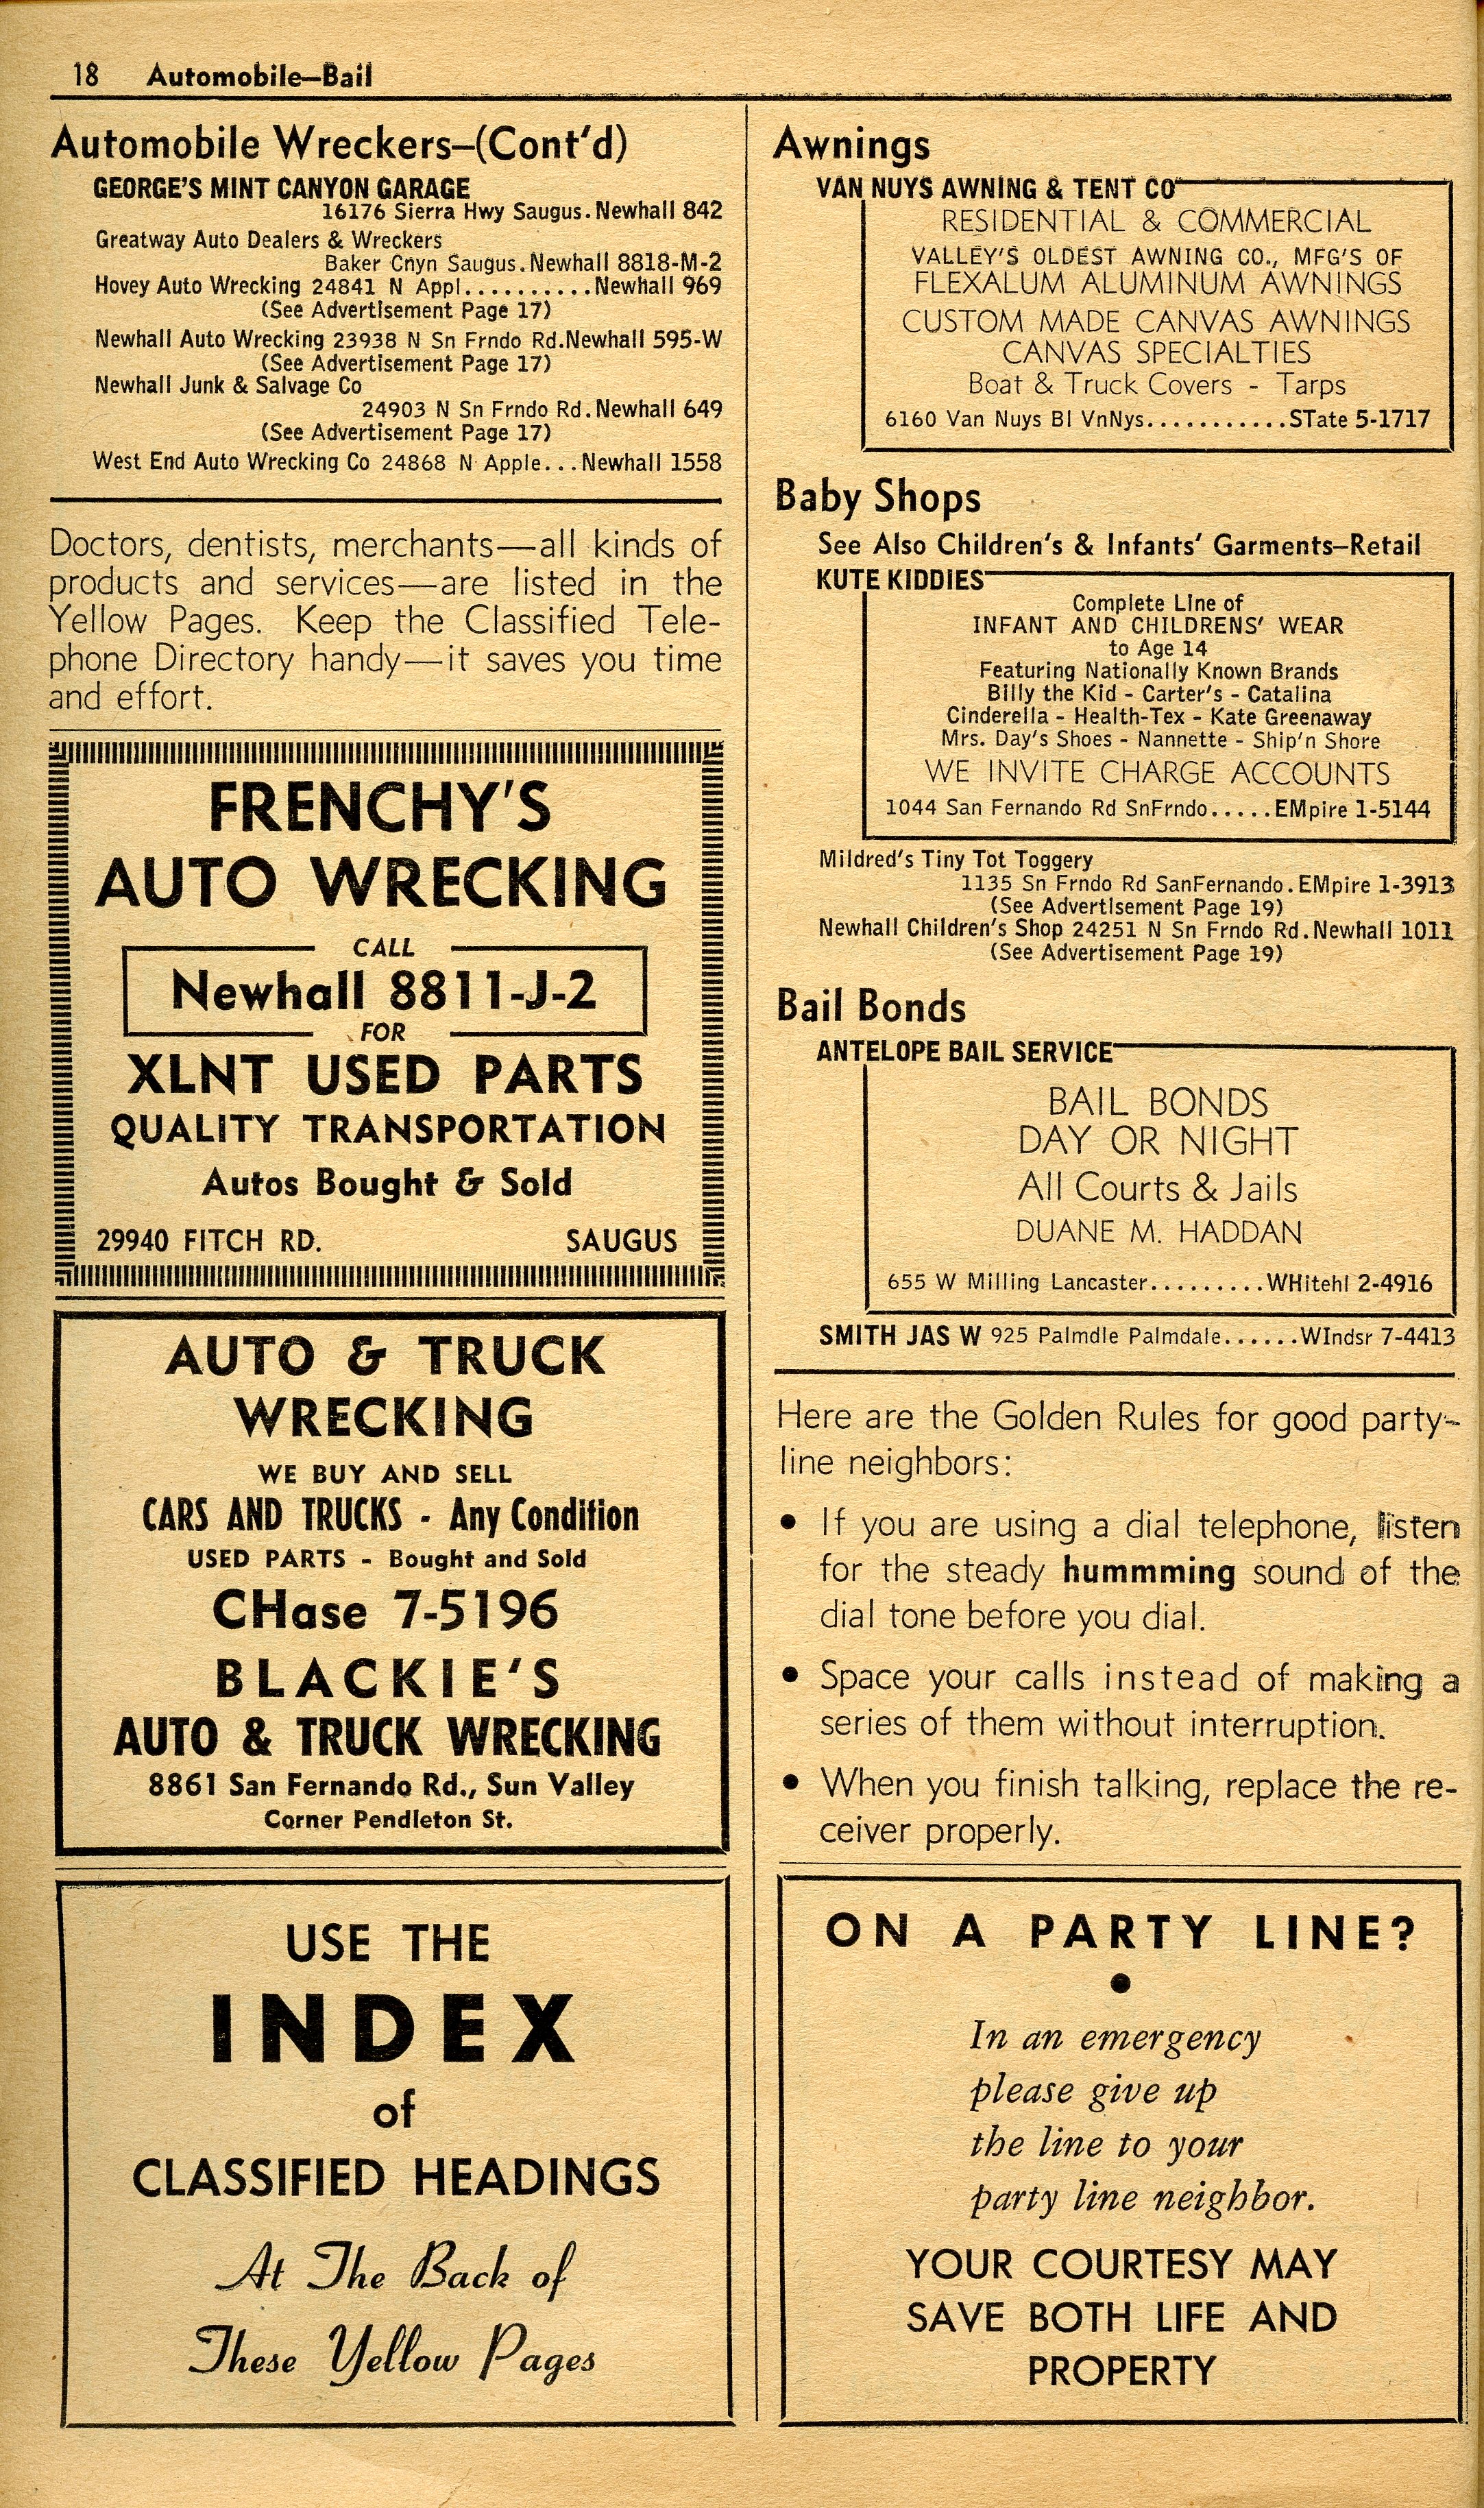 18 Automobile—Bail
Automobile Wreckers—(Cont'd)
GEORGE'S MINT CANYON GARAGE
16176 Sierra Hwy Saugus. Newhall 842
Greatway Auto Dealers & Wreckers
Baker Cnyn Saugus. Newhall 8818-M-2
Hovey Auto Wrecking 24841 N Appl..........Newhall 969
(See Advertisement Page 17)
Newhall Auto Wrecking 23938 N Sn Frndo Rd.Newhall 595-W
(See Advertisement Page 17)
Newhall Junk & Salvage Co
24903 N Sn Frndo Rd. Newhall 649
(See Advertisement Page 17)
West End Auto Wrecking Co 24868 N Apple... Newhall 1558
Doctors, dentists, merchants—all kinds of
products and services—are listed in the
Yellow Pages. Keep the Classified Tele-
phone Directory handy—it saves you time
and effort.
FRENCHY'S
AUTO WRECKING
CALL
Newhall 8811-J-2
FOR
XLNT USED PARTS
QUALITY TRANSPORTATION
Autos Bought & Sold
29940 FITCH RD. SAUGUS
AUTO & TRUCK
WRECKING
WE BUY AND SELL
CARS AND TRUCKS - Any Condition
USED PARTS - Bought and Sold
CHase 7-5196
BLACKIE'S
AUTO & TRUCK WRECKING
8861 San Fernando Rd., Sun Valley
Corner Pendleton St.
USE THE
INDEX
of
CLASSIFIED HEADINGS
At The Back of
These Yellow Pages
Awnings
VAN NUYS AWNING & TENT CO
RESIDENTIAL & COMMERCIAL
VALLEY'S OLDEST AWNING CO., MFG'S OF
FLEXALUM ALUMINUM AWNINGS
CUSTOM MADE CANVAS AWNINGS
CANVAS SPECIALTIES
Boat & Truck Covers - Tarps
6160 Van Nuys Bl VnNys...........STate 5-1717
Baby Shops
See Also Children's & Infants' Garments—Retail
KUTE KIDDIES
Complete Line of
INFANT AND CHILDRENS' WEAR
to Age 14
Featuring Nationally Known Brands
Billy the Kid - Carter's - Catalina
Cinderella - Health-Tex - Kate Greenaway
Mrs. Day's Shoes - Nannette - Ship'n Shore
WE INVITE CHARGE ACCOUNTS
1044 San Fernando Rd SnFrndo.....EMpire 1-5144
Mildred's Tiny Tot Toggery
1135 Sn Frndo Rd SanFernando. EMpire 1-3913
(See Advertisement Page 19)
Newhall Children's Shop 24251 N Sn Frndo Rd. Newhall 1011
(See Advertisement Page 19)
Bail Bonds
ANTELOPE BAIL SERVICE
BAIL BONDS
DAY OR NIGHT
All Courts & Jails
DUANE M. HADDAN
655 W Milling Lancaster.........WHitehl 2-4916
SMITH JAS W 925 Palmdle Palmdale......WIndsr 7-4413
Here are the Golden Rules for good party-
line neighbors:
• If you are using a dial telephone, listen
for the steady hummming sound of the
dial tone before you dial.
• Space your calls instead of making a
series of them without interruption.
• When you finish talking, replace the re-
ceiver properly.
ON A PARTY LINE?
•
In an emergency
please give up
the line to your
party line neighbor.
YOUR COURTESY MAY
SAVE BOTH LIFE AND
PROPERTY